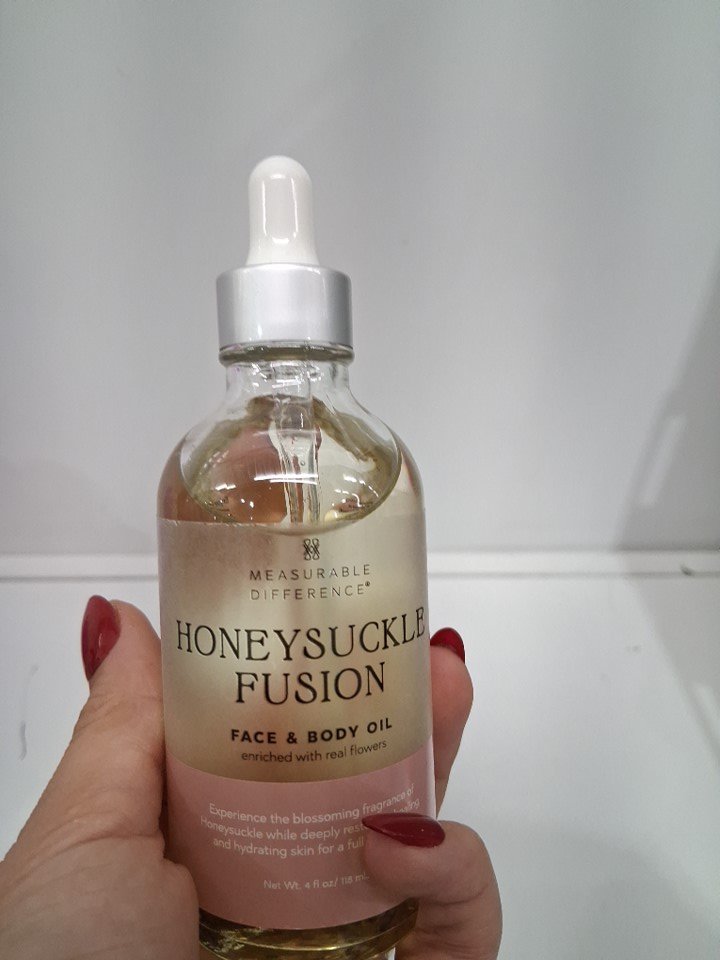 MEASURABLE
DIFFERENCE®
HONEYSUCKLE
FUSION
FACE & BODY OIL
enriched with real flowers
Experience the blossoming fragrance of
Honeysuckle while deeply
and hydrating skin for a full
Net Wt. 4 fl oz/ 118